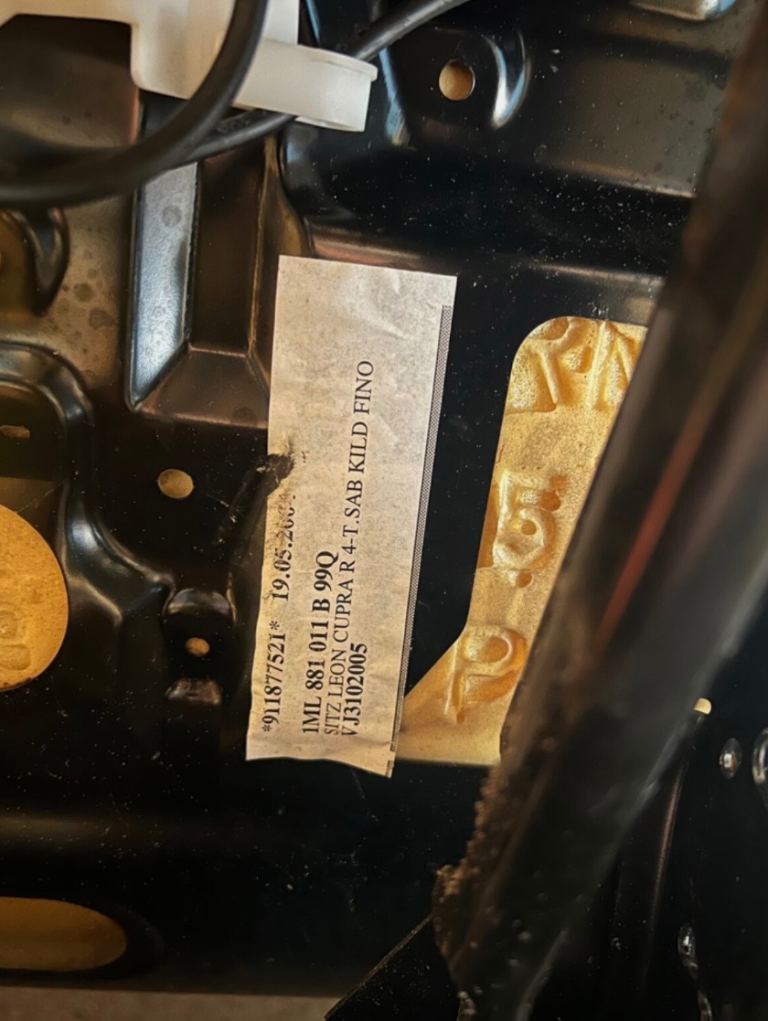 *911877521* 19.05.200
1ML 881 011 B 99Q
SITZ LEON CUPRA R 4-T.SAB KILD FINO
VJ3102005